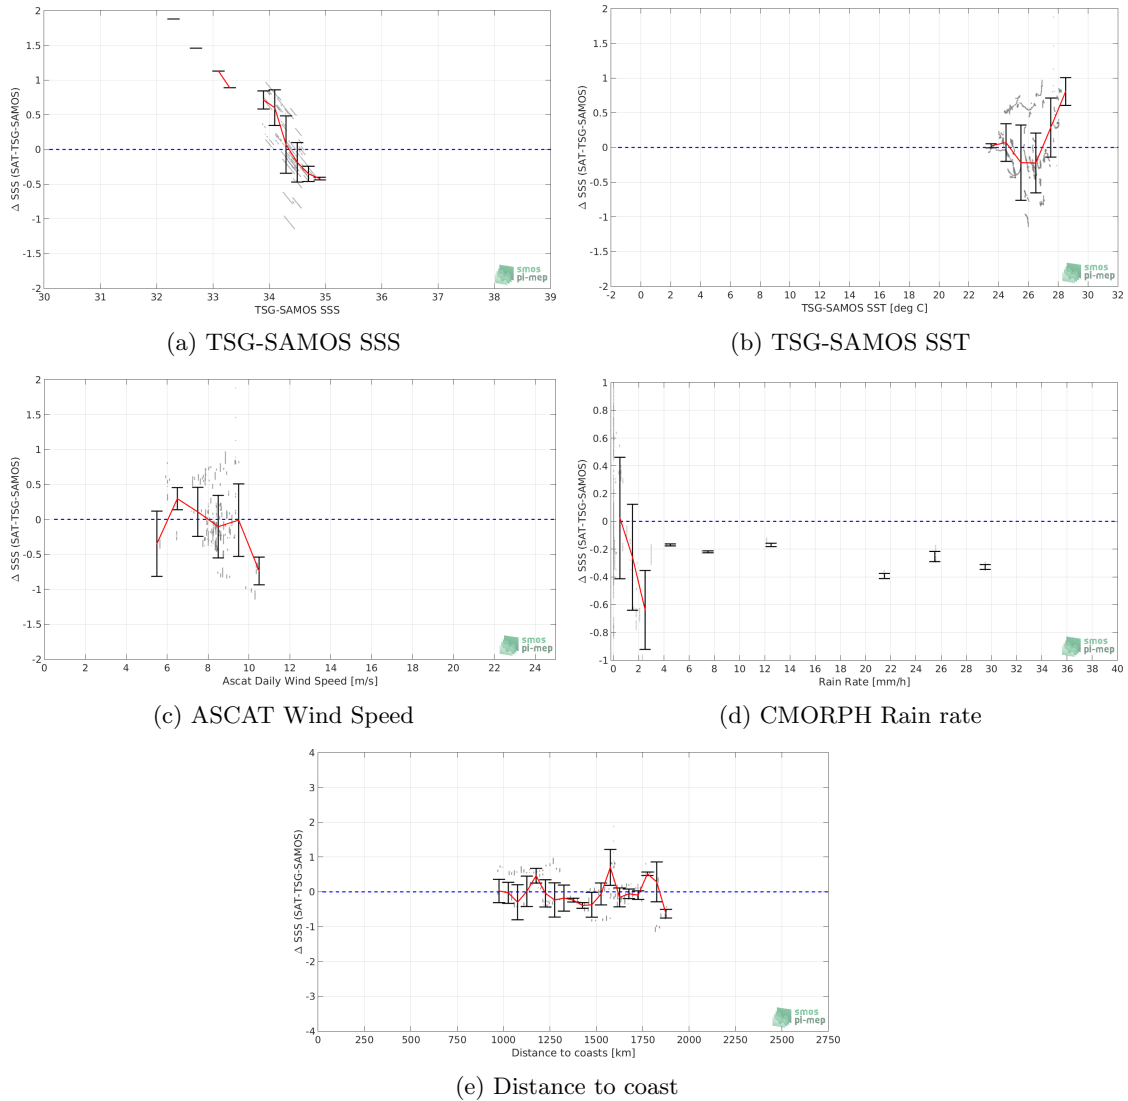 2
1.5
1
0.5
0
-0.5
-1
-1.5
-2
Δ SSS (SAT-TSG-SAMOS)
30 31 32 33 34 35 36 37 38 39
TSG-SAMOS SSS
smos
pi-mep
(a) TSG-SAMOS SSS
2
1.5
1
0.5
0
-0.5
-1
-1.5
-2
Δ SSS (SAT-TSG-SAMOS)
-2 0 2 4 6 8 10 12 14 16 18 20 22 24 26 28 30 32
TSG-SAMOS SST [deg C]
smos
pi-mep
(b) TSG-SAMOS SST
2
1.5
1
0.5
0
-0.5
-1
-1.5
-2
Δ SSS (SAT-TSG-SAMOS)
0 2 4 6 8 10 12 14 16 18 20 22 24
Ascat Daily Wind Speed [m/s]
smos
pi-mep
(c) ASCAT Wind Speed
1
0.8
0.6
0.4
0.2
0
-0.2
-0.4
-0.6
-0.8
-1
Δ SSS (SAT-TSG-SAMOS)
0 2 4 6 8 10 12 14 16 18 20 22 24 26 28 30 32 34 36 38 40
Rain Rate [mm/h]
smos
pi-mep
(d) CMORPH Rain rate
4
3
2
1
0
-1
-2
-3
-4
Δ SSS (SAT-TSG-SAMOS)
0 250 500 750 1000 1250 1500 1750 2000 2250 2500 2750
Distance to coasts [km]
smos
pi-mep
(e) Distance to coast